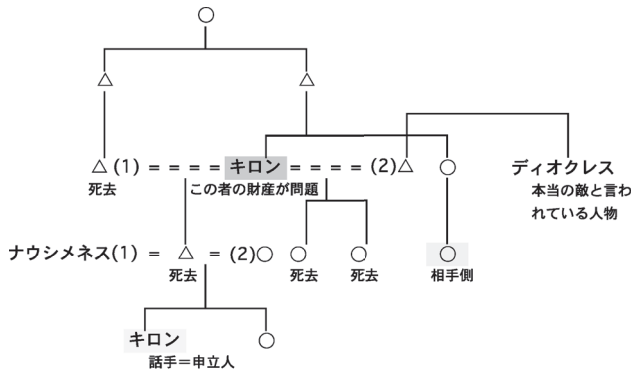 (1) = = = = キロン = = = = (2)
死去
この者の財産が問題
ディオクレス
本当の敵と言わ
れている人物
ナウシメネス(1) = = (2)
死去
死去
死去
相手側
キロン
話手=申立人